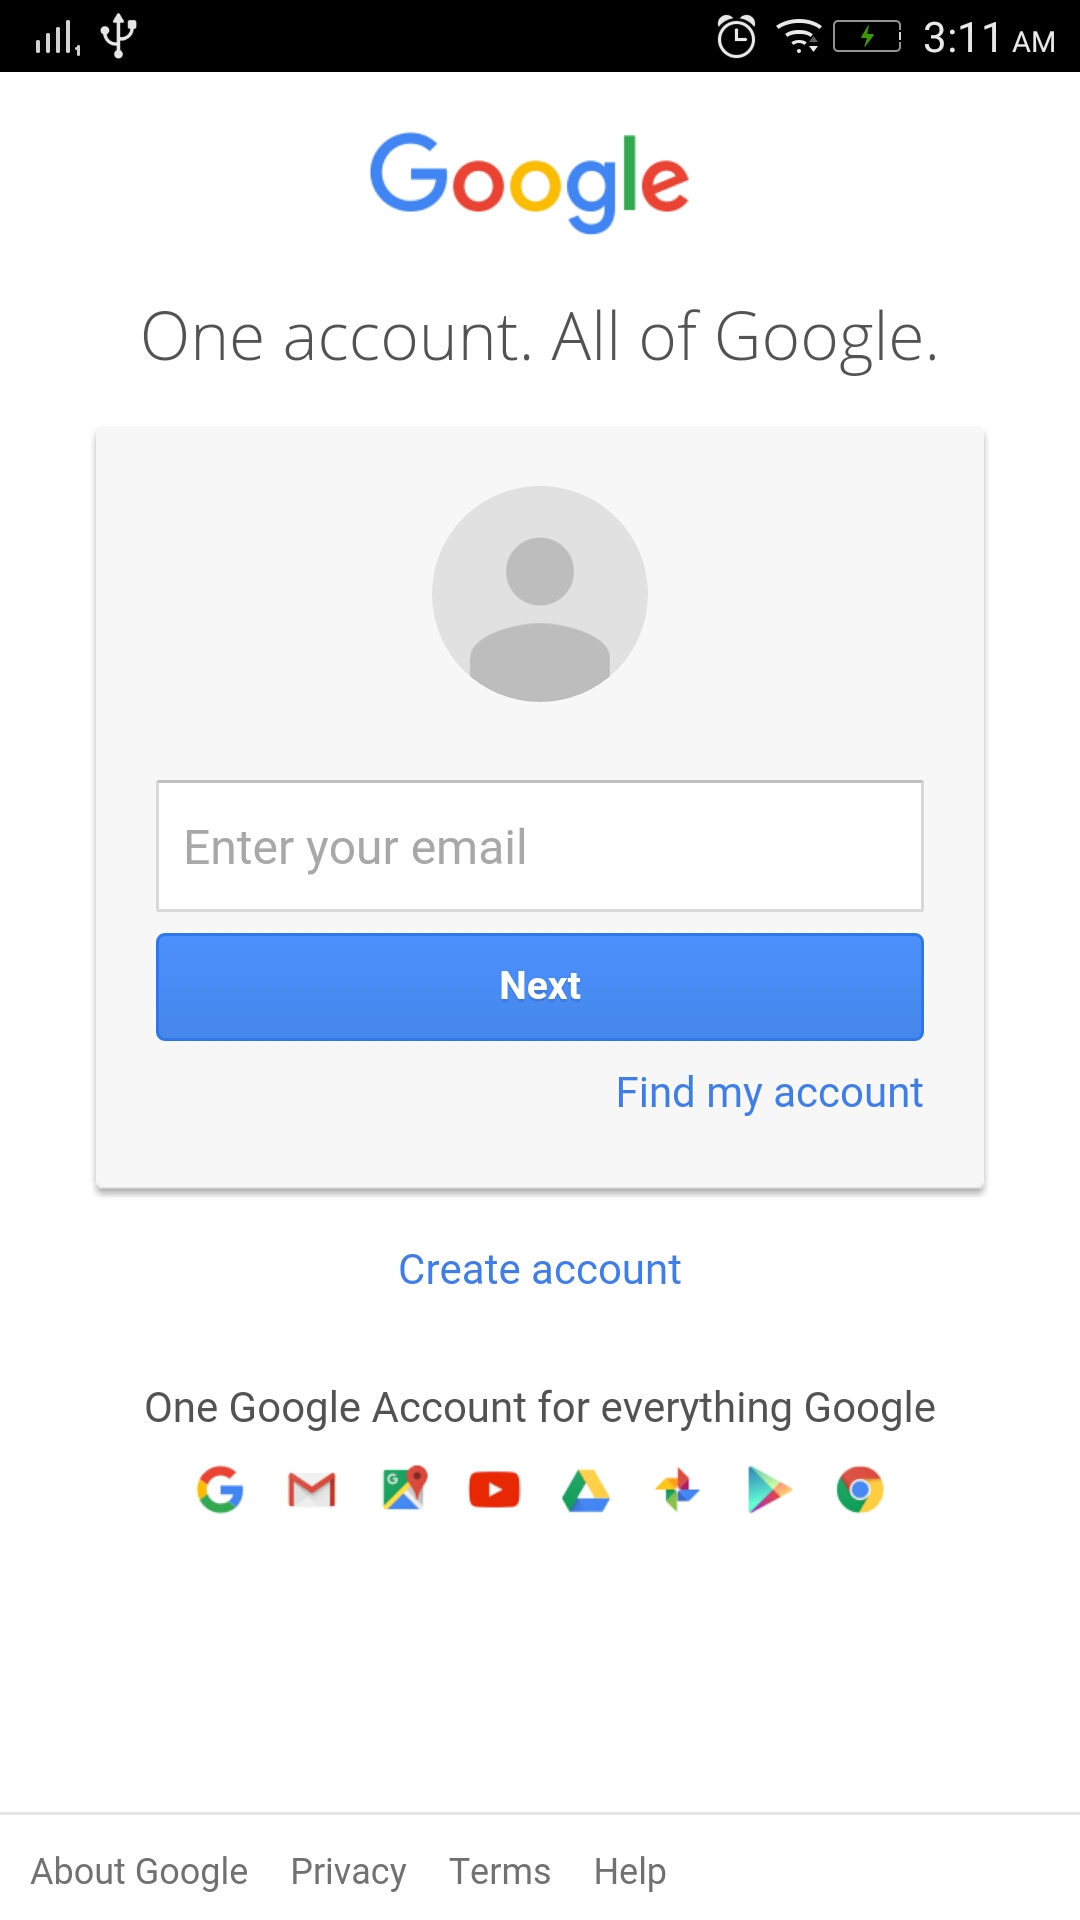 3:11 AM
Google
One account. All of Google.
Enter your email
Next
Find my account
Create account
One Google Account for everything Google
About Google Privacy Terms Help